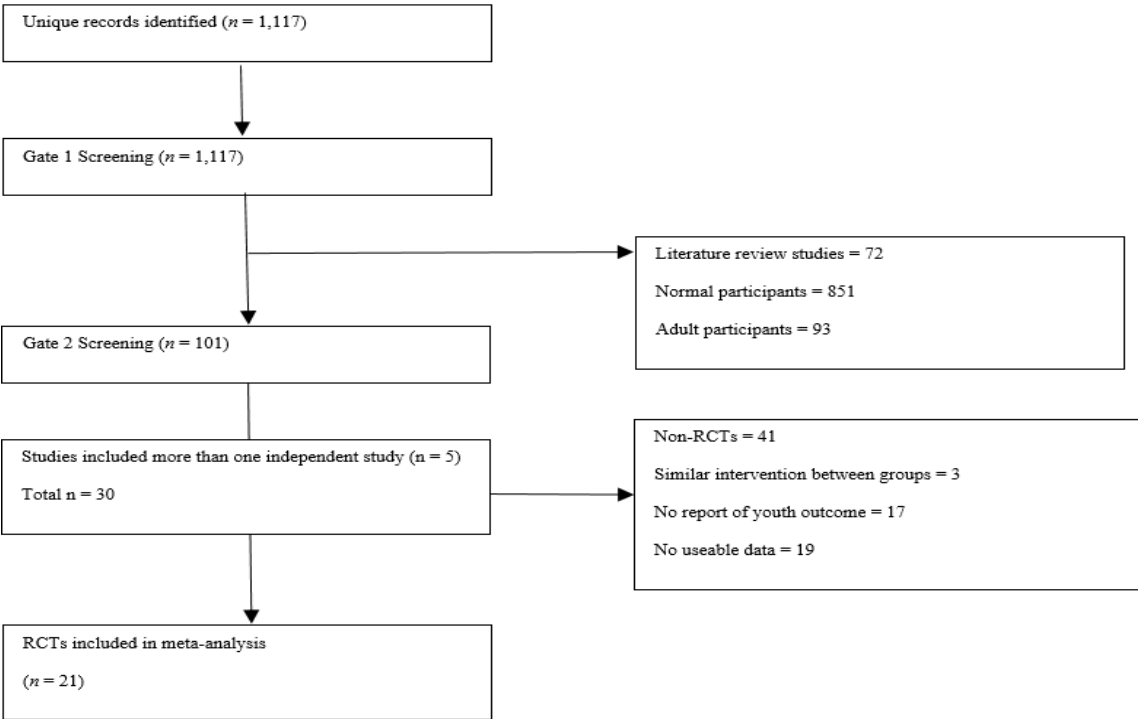 Unique records identified (n = 1,117)
Gate 1 Screening (n = 1,117)
Literature review studies = 72
Normal participants = 851
Adult participants = 93
Gate 2 Screening (n = 101)
Studies included more than one independent study (n = 5)
Total n = 30
Non-RCTs = 41
Similar intervention between groups = 3
No report of youth outcome = 17
No useable data = 19
RCTs included in meta-analysis
(n = 21)